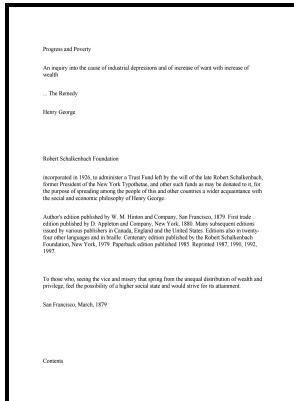 Progress and Poverty
An inquiry into the cause of industrial depressions and of increase of want with increase of
wealth
... The Remedy
Henry George
Robert Schalkenbach Foundation
incorporated in 1926, to administer a Trust Fund left by the will of the late Robert Schalkenbach,
former President of the New York Typothetae, and other such funds as may be donated to it, for
the purpose of spreading among the people of this and other countries a wider acquaintance with
the social and economic philosophy of Henry George
Author's edition published by W. M. Hinton and Company, San Francisco, 1879. First trade
edition published by D. Appleton and Company, New York, 1880. Many subsequent editions
issued by various publishers in Canada, England and the United States. Editions also in twenty-
four other languages and in braille. Centenary edition published by the Robert Schalkenbach
Foundation, New York, 1979. Paperback edition published 1985. Reprinted 1987, 1990, 1992,
1997.
To those who, seeing the vice and misery that spring from the unequal distribution of wealth and
privilege, feel the possibility of a higher social state and would strive for its attainment.
San Francisco, March, 1879
Contents